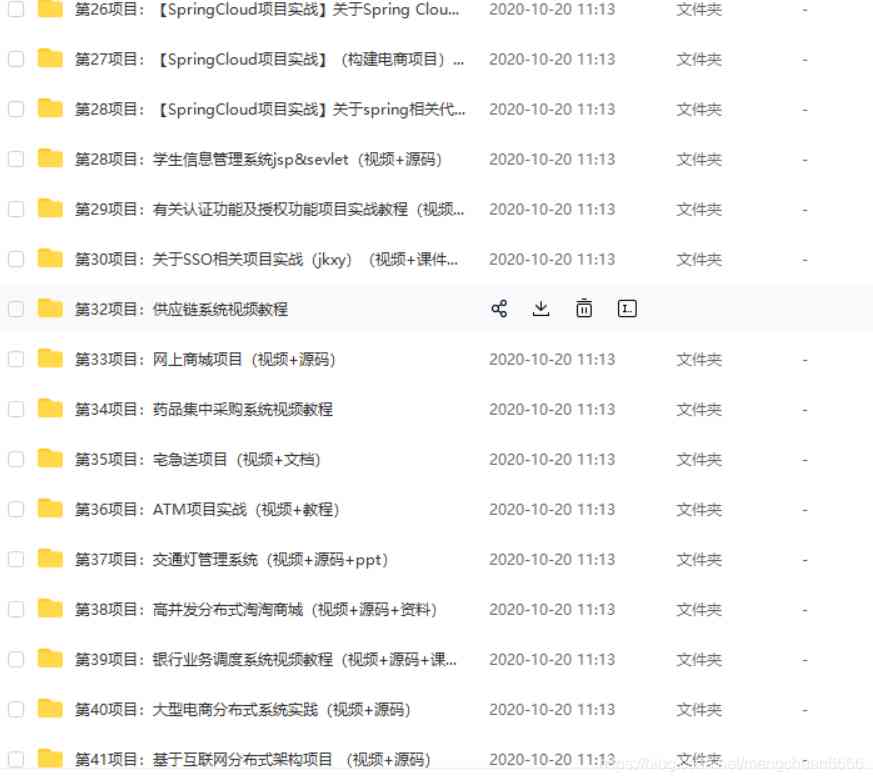 第26项目：【SpringCloud项目实战】关于Spring Clou... 2020-10-20 11:13 文件夹 -
第27项目：【SpringCloud项目实战】（构建电商项目）... 2020-10-20 11:13 文件夹 -
第28项目：【SpringCloud项目实战】关于spring相关代... 2020-10-20 11:13 文件夹 -
第28项目：学生信息管理系统jsp&sevlet（视频+源码） 2020-10-20 11:13 文件夹 -
第29项目：有关认证功能及授权功能项目实战教程（视频... 2020-10-20 11:13 文件夹 -
第30项目：关于SSO相关项目实战（jkxy）（视频+课件... 2020-10-20 11:13 文件夹 -
第32项目：供应链系统视频教程
第33项目：网上商城项目（视频+源码） 2020-10-20 11:13 文件夹 -
第34项目：药品集中采购系统视频教程 2020-10-20 11:13 文件夹 -
第35项目：宅急送项目（视频+文档） 2020-10-20 11:13 文件夹 -
第36项目：ATM项目实战（视频+教程） 2020-10-20 11:13 文件夹 -
第37项目：交通灯管理系统（视频+源码+ppt） 2020-10-20 11:13 文件夹 -
第38项目：高并发分布式淘淘商城（视频+源码+资料） 2020-10-20 11:13 文件夹 -
第39项目：银行业务调度系统视频教程（视频+源码+课... 2020-10-20 11:13 文件夹 -
第40项目：大型电商分布式系统实践（视频+源码） 2020-10-20 11:13 文件夹 -
第41项目：基于互联网分布式架构项目 （视频+源码） 2020-10-20 11:13 文件夹 -